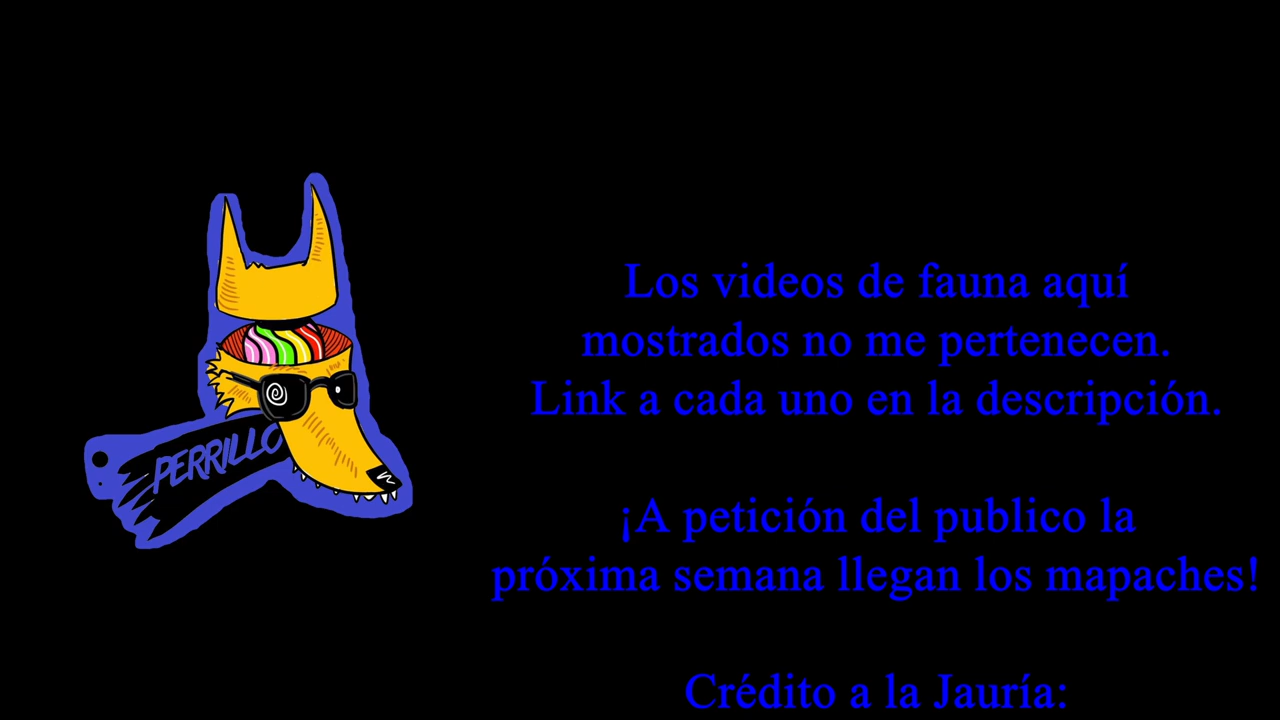 PERRILLO
Los videos de fauna aquí
mostrados no me pertenecen.
Link a cada uno en la descripción.
¡A petición del publico la
próxima semana llegan los mapaches!
Crédito a la Jauría: